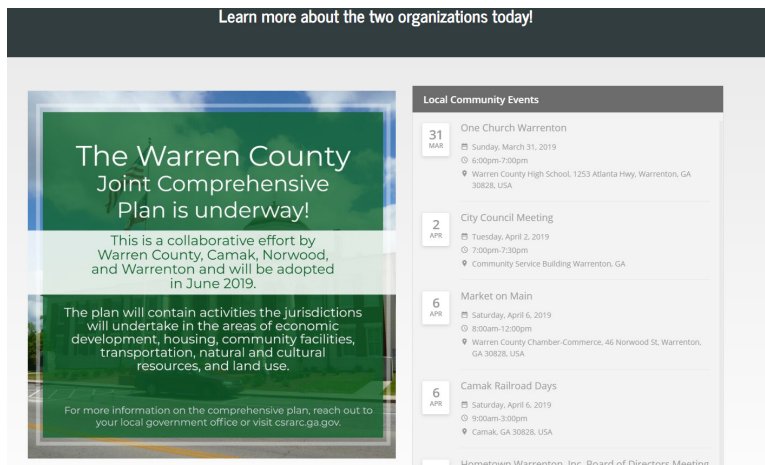 Learn more about the two organizations today!
The Warren County
Joint Comprehensive
Plan is underway!
This is a collaborative effort by
Warren County, Camak, Norwood,
and Warrenton and will be adopted
in June 2019.
The plan will contain activities the jurisdictions
will undertake in the areas of economic
development, housing, community facilities,
transportation, natural and cultural
resources, and land use.
For more information on the comprehensive plan, reach out to
your local government office or visit csrarc.ga.gov.
Local Community Events
31
MAR
One Church Warrenton
Sunday, March 31, 2019
6:00pm-7:00pm
Warren County High School, 1253 Atlanta Hwy, Warrenton, GA
30828, USA
2
APR
City Council Meeting
Tuesday, April 2, 2019
7:00pm-7:30pm
Community Service Building Warrenton, GA
6
APR
Market on Main
Saturday, April 6, 2019
8:00am-12:00pm
Warren County Chamber-Commerce, 46 Norwood St, Warrenton,
GA 30828, USA
6
APR
Camak Railroad Days
Saturday, April 6, 2019
9:00am-3:00pm
Camak, GA 30828, USA
Hometown Warrenton, Inc. Board of Directors Meeting